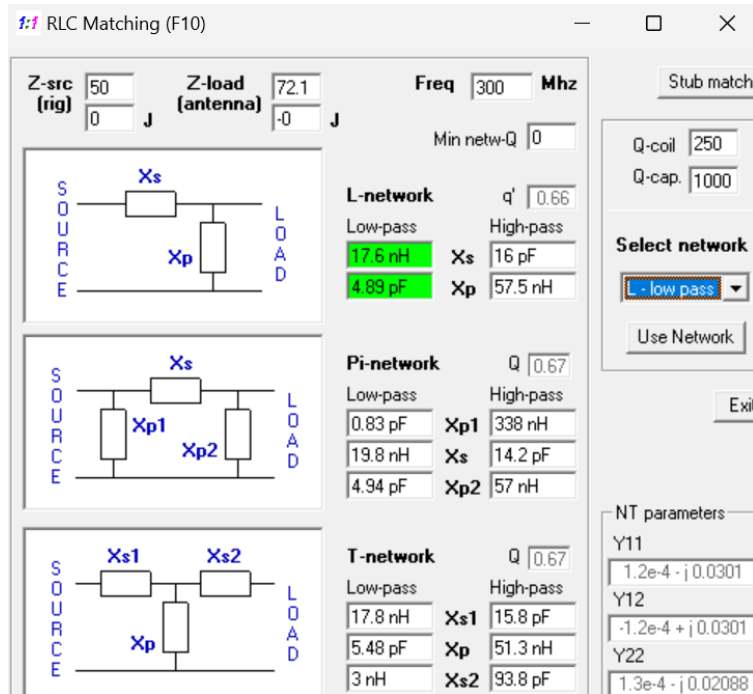 1:1 RLC Matching (F10)
Z-src (rig) 50
0 J
Z-load (antenna) 72.1
-0 J
Freq 300 Mhz
Min netw-Q 0
Stub match
Q-coil 250
Q-cap. 1000
Select network
L - low pass
Use Network
Exit
SOURCE
Xs
Xp
LOAD
L-network q' 0.66
Low-pass High-pass
17.6 nH Xs 16 pF
4.89 pF Xp 57.5 nH
SOURCE
Xs
Xp1
Xp2
LOAD
Pi-network Q 0.67
Low-pass High-pass
0.83 pF Xp1 338 nH
19.8 nH Xs 14.2 pF
4.94 pF Xp2 57 nH
SOURCE
Xs1 Xs2
Xp
LOAD
T-network Q 0.67
Low-pass High-pass
17.8 nH Xs1 15.8 pF
5.48 pF Xp 51.3 nH
3 nH Xs2 93.8 pF
NT parameters
Y11
1.2e-4 - j 0.0301
Y12
-1.2e-4 + j 0.0301
Y22
1.3e-4 - j 0.02088